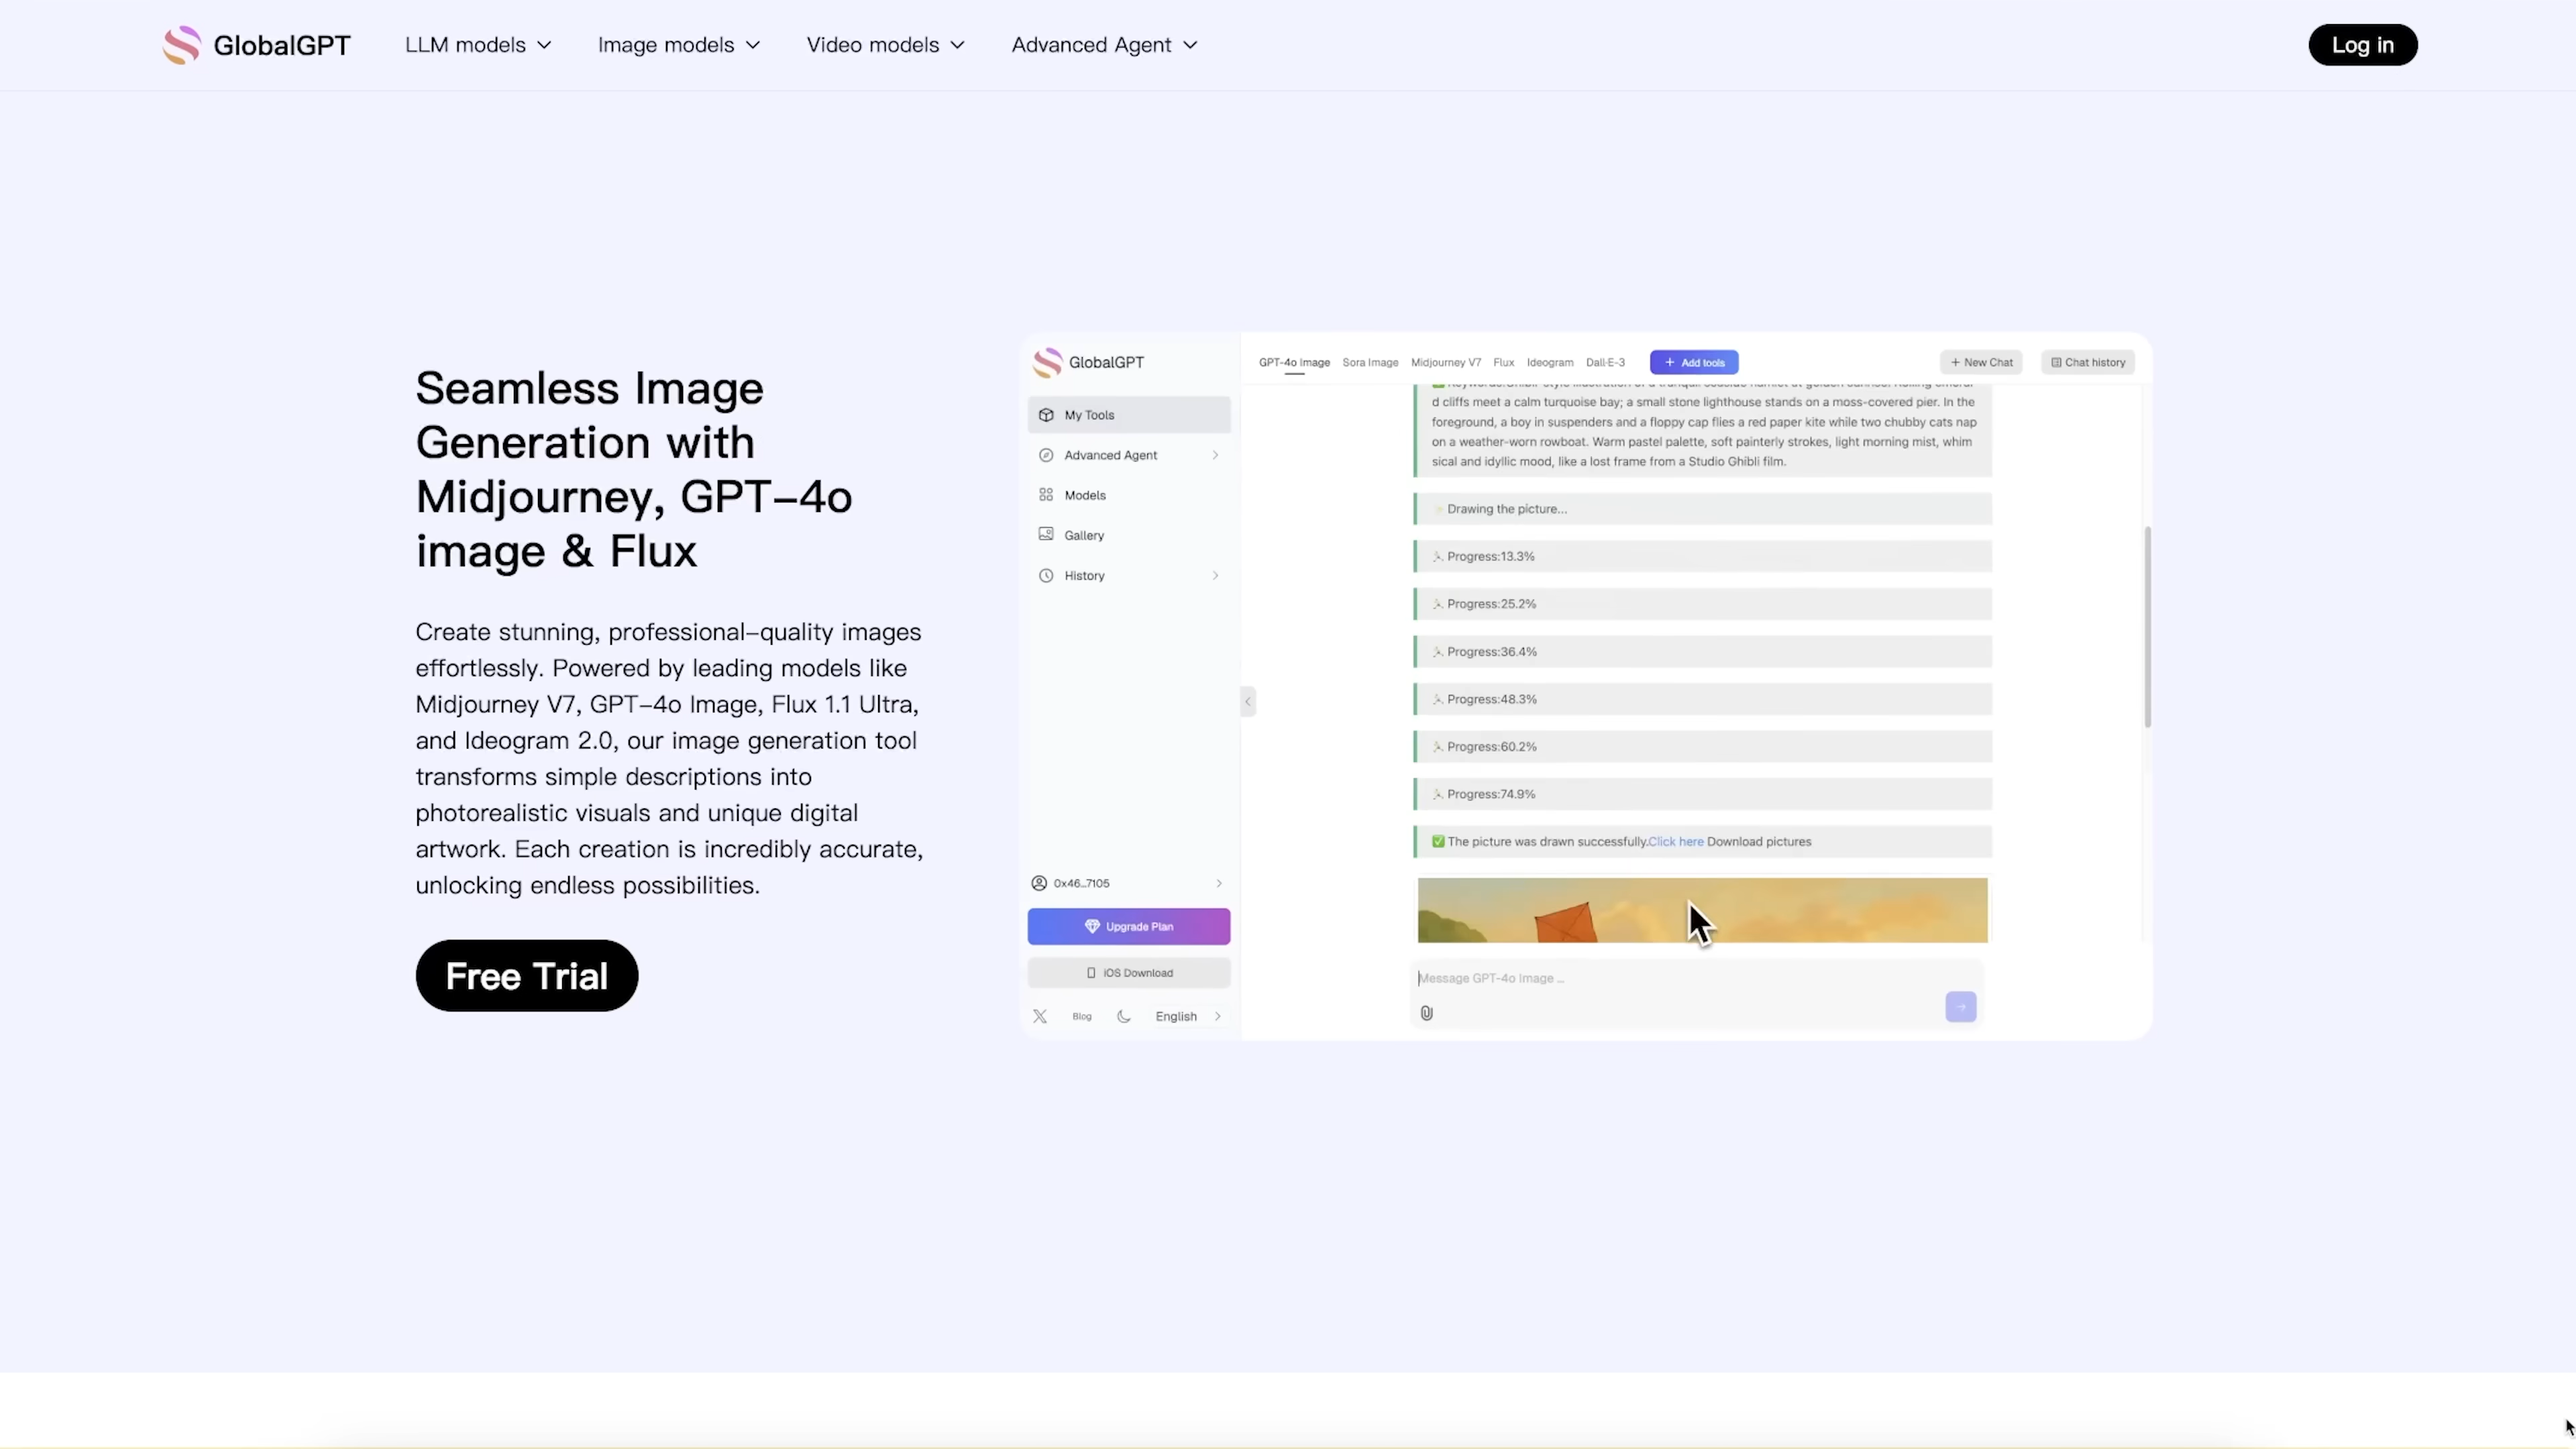 GlobalGPT
LLM models
Image models
Video models
Advanced Agent
Log in
Seamless Image
Generation with
Midjourney, GPT-4o
image & Flux
Create stunning, professional-quality images
effortlessly. Powered by leading models like
Midjourney V7, GPT-4o Image, Flux 1.1 Ultra,
and Ideogram 2.0, our image generation tool
transforms simple descriptions into
photorealistic visuals and unique digital
artwork. Each creation is incredibly accurate,
unlocking endless possibilities.
Free Trial
GlobalGPT
My Tools
Advanced Agent
Models
Gallery
History
0x46...7105
Upgrade Plan
iOS Download
Blog
English
GPT-4o Image
Sora Image
Midjourney V7
Flux
Ideogram
Dall-E-3
+ Add tools
+ New Chat
Chat history
d cliffs meet a calm turquoise bay; a small stone lighthouse stands on a moss-covered pier. In the
foreground, a boy in suspenders and a floppy cap flies a red paper kite while two chubby cats nap
on a weather-worn rowboat. Warm pastel palette, soft painterly strokes, light morning mist, whim
sical and idyllic mood, like a lost frame from a Studio Ghibli film.
Drawing the picture...
Progress:13.3%
Progress:25.2%
Progress:36.4%
Progress:48.3%
Progress:60.2%
Progress:74.9%
The picture was drawn successfully.Click here Download pictures
Message GPT-4o Image ...